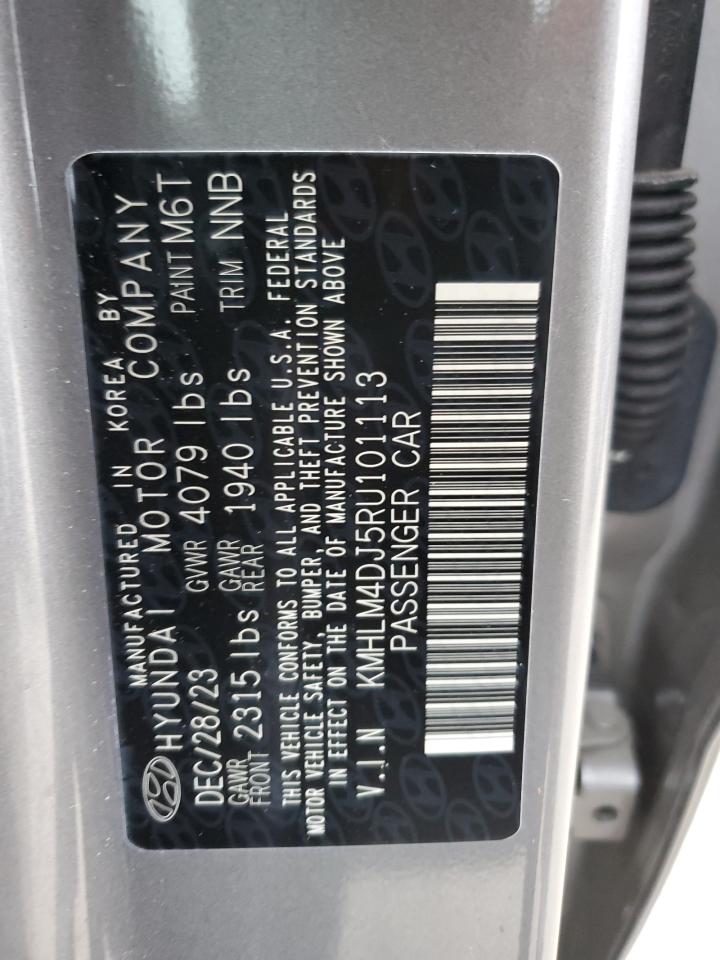 MANUFACTURED IN KOREA BY
HYUNDAI MOTOR COMPANY
DEC/28/23 GVWR 4079 lbs PAINT M6T
GAWR FRONT 2315 lbs GAWR REAR 1940 lbs TRIM NNB
THIS VEHICLE CONFORMS TO ALL APPLICABLE U.S.A. FEDERAL
MOTOR VEHICLE SAFETY, BUMPER, AND THEFT PREVENTION STANDARDS
IN EFFECT ON THE DATE OF MANUFACTURE SHOWN ABOVE
V.I.N KMHLM4DJ5RU101113
PASSENGER CAR